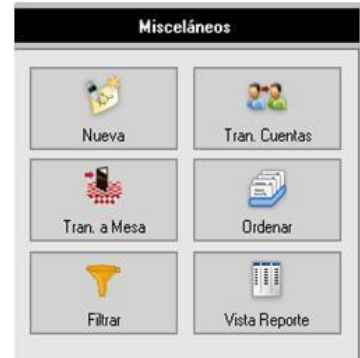 Misceláneos
Nueva
Tran. Cuentas
Tran. a Mesa
Ordenar
Filtrar
Vista Reporte